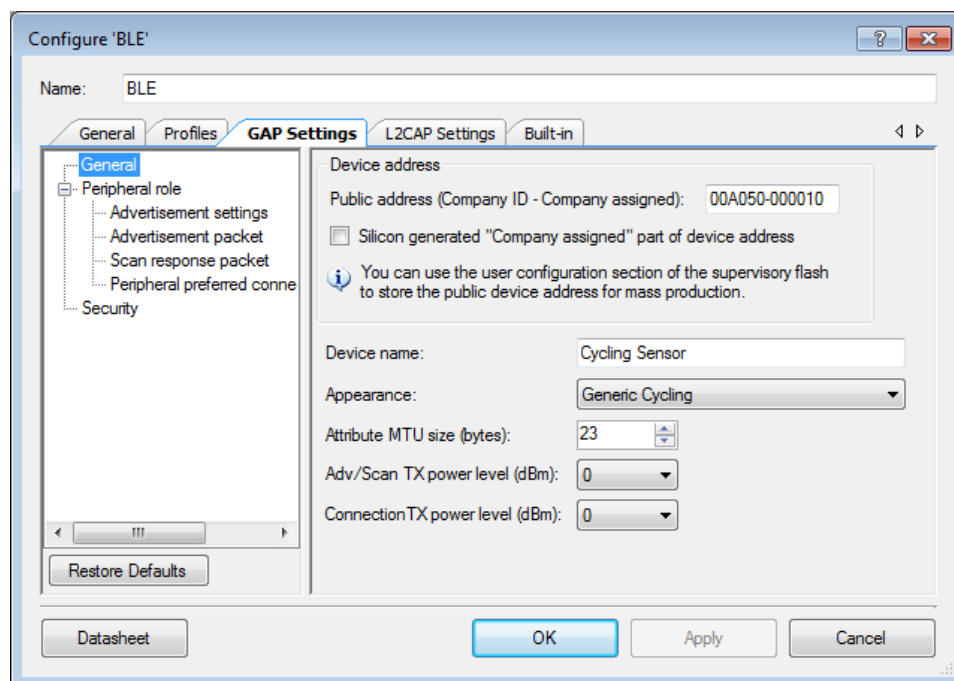 Configure 'BLE'
Name: BLE
General Profiles GAP Settings L2CAP Settings Built-in
General
Peripheral role
Advertisement settings
Advertisement packet
Scan response packet
Peripheral preferred conne
Security
Restore Defaults
Device address
Public address (Company ID - Company assigned): 00A050-000010
Silicon generated "Company assigned" part of device address
You can use the user configuration section of the supervisory flash
to store the public device address for mass production.
Device name: Cycling Sensor
Appearance: Generic Cycling
Attribute MTU size (bytes): 23
Adv/Scan TX power level (dBm): 0
Connection TX power level (dBm): 0
Datasheet OK Apply Cancel